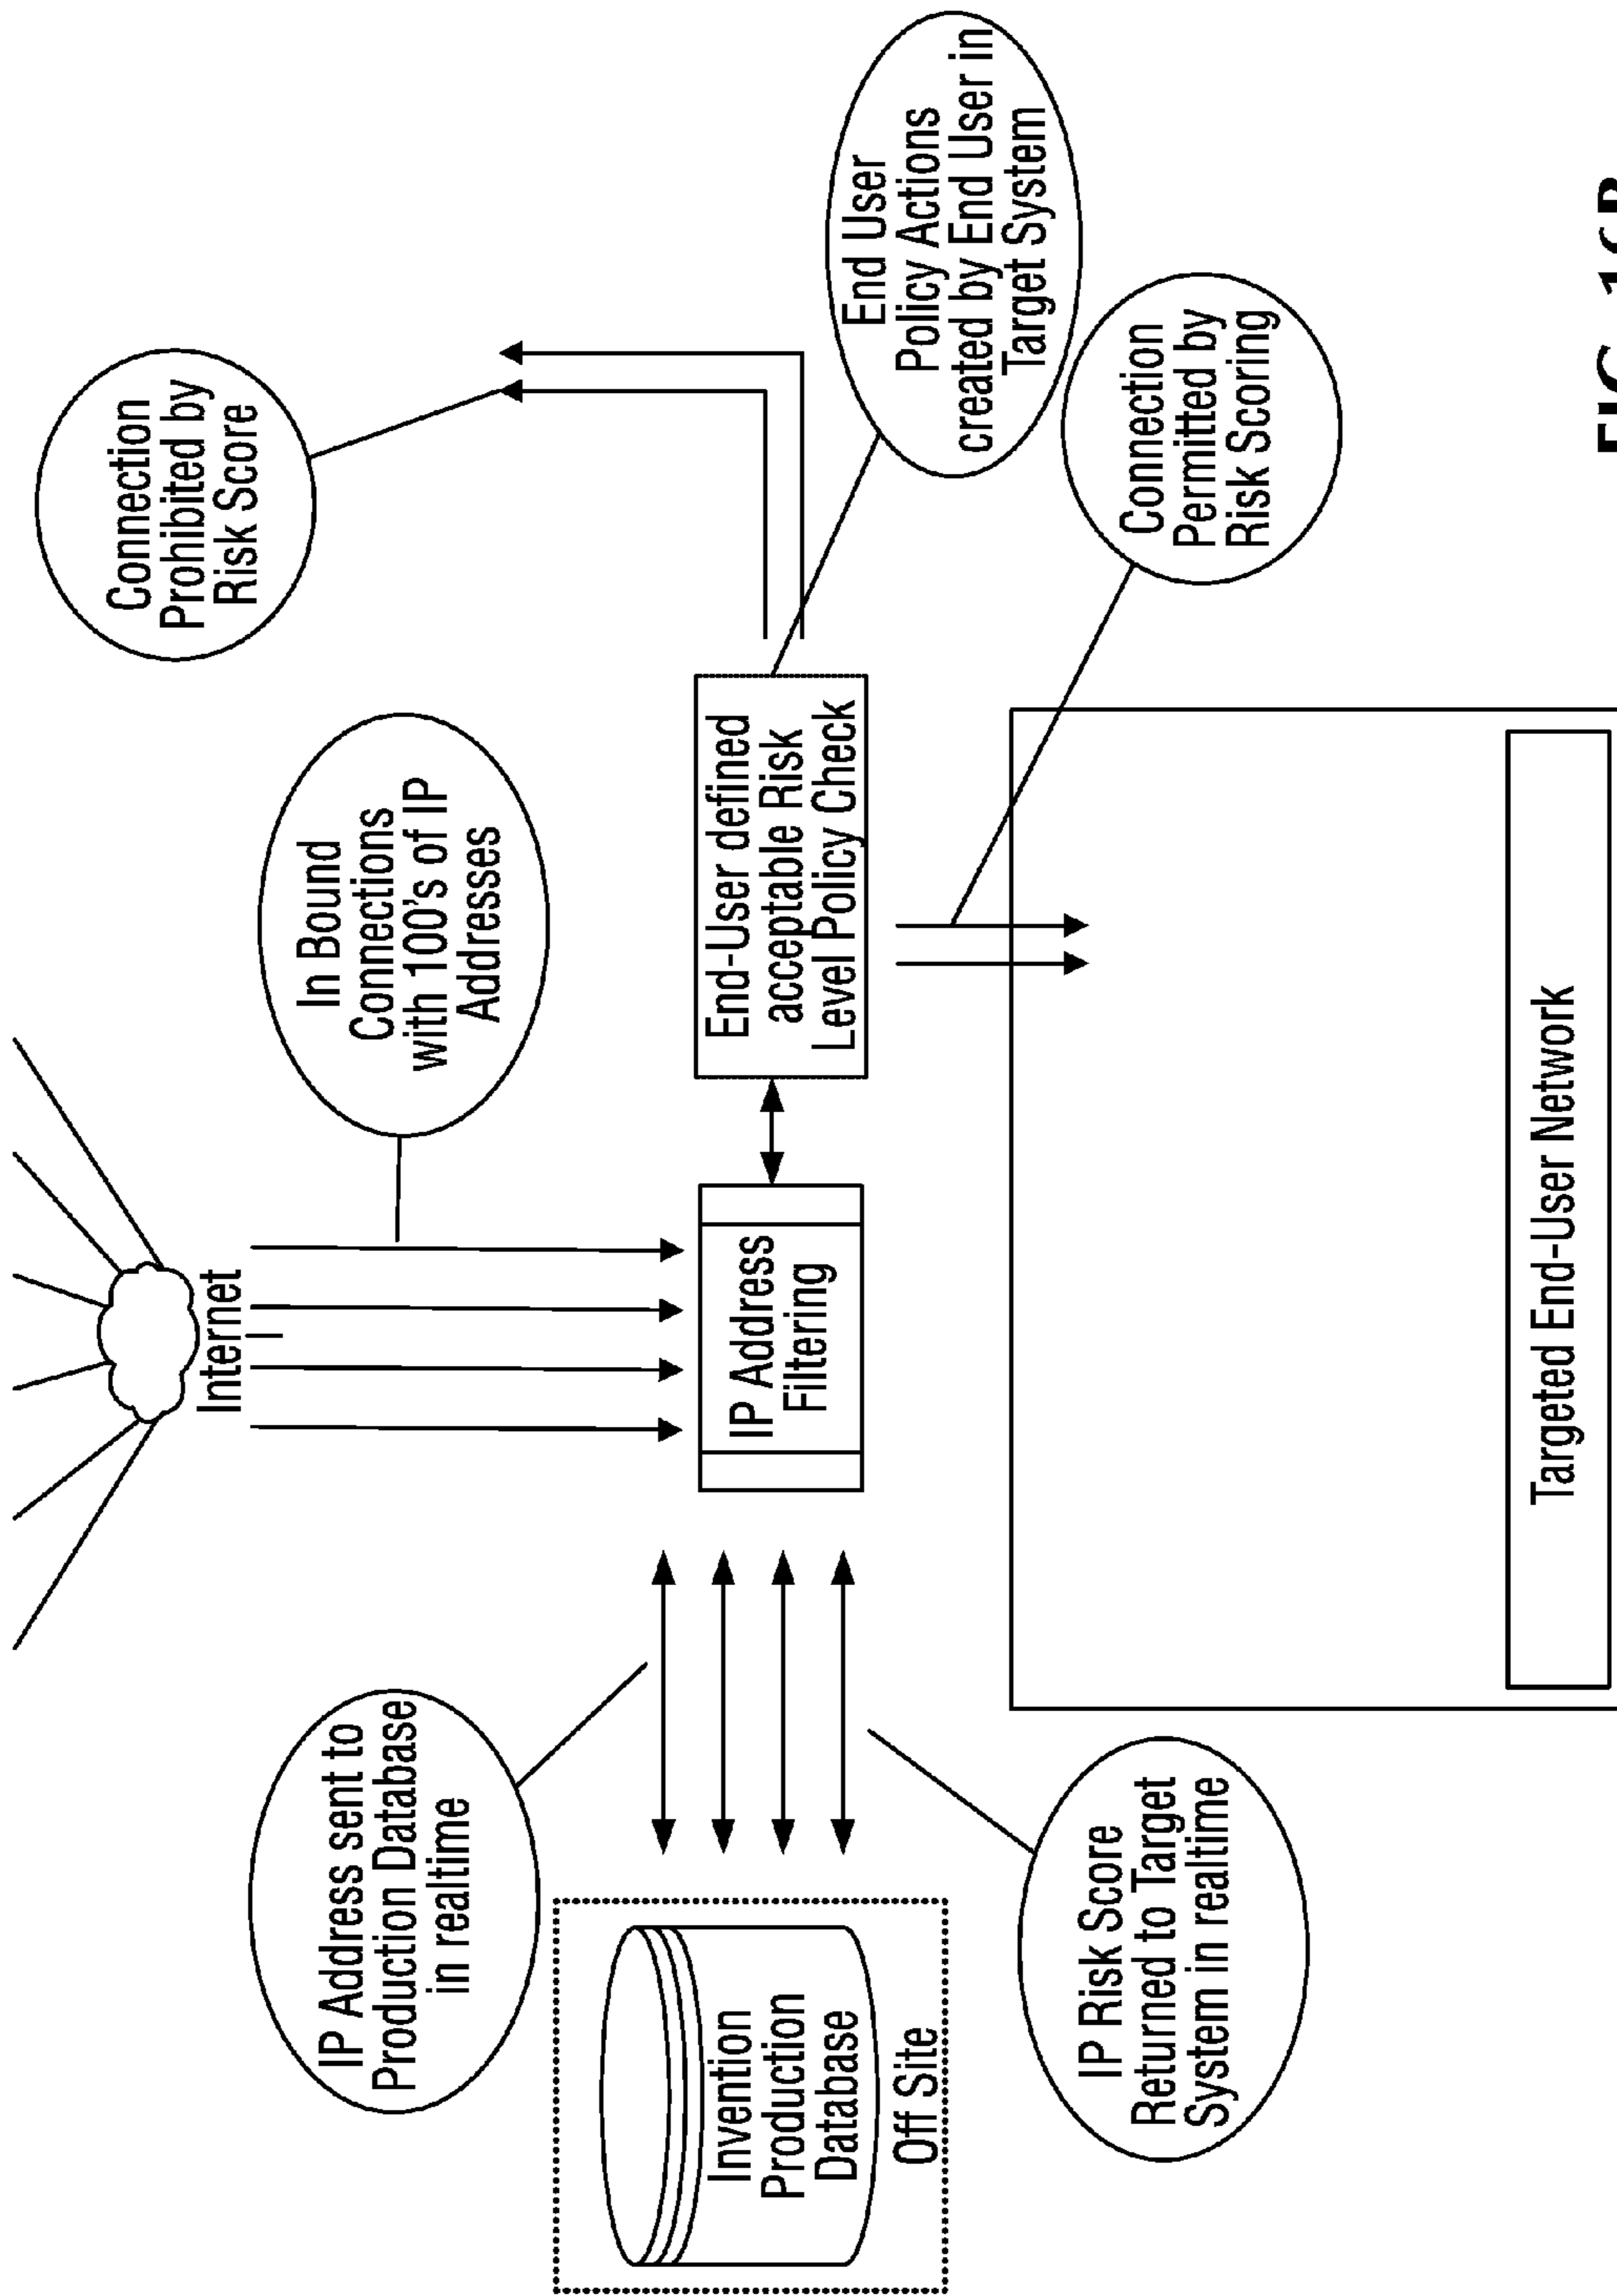 Connection
Prohibited by
Risk Score
Internet
IP Address sent to
Production Database
in realtime
In Bound
Connections
with 100's of IP
Addresses
Invention
Production
Database
Off Site
IP Address
Filtering
End-User defined
acceptable Risk
Level Policy Check
End User
Policy Actions
created by End User in
Target System
IP Risk Score
Returned to Target
System in realtime
Connection
Permitted by
Risk Scoring
Targeted End-User Network